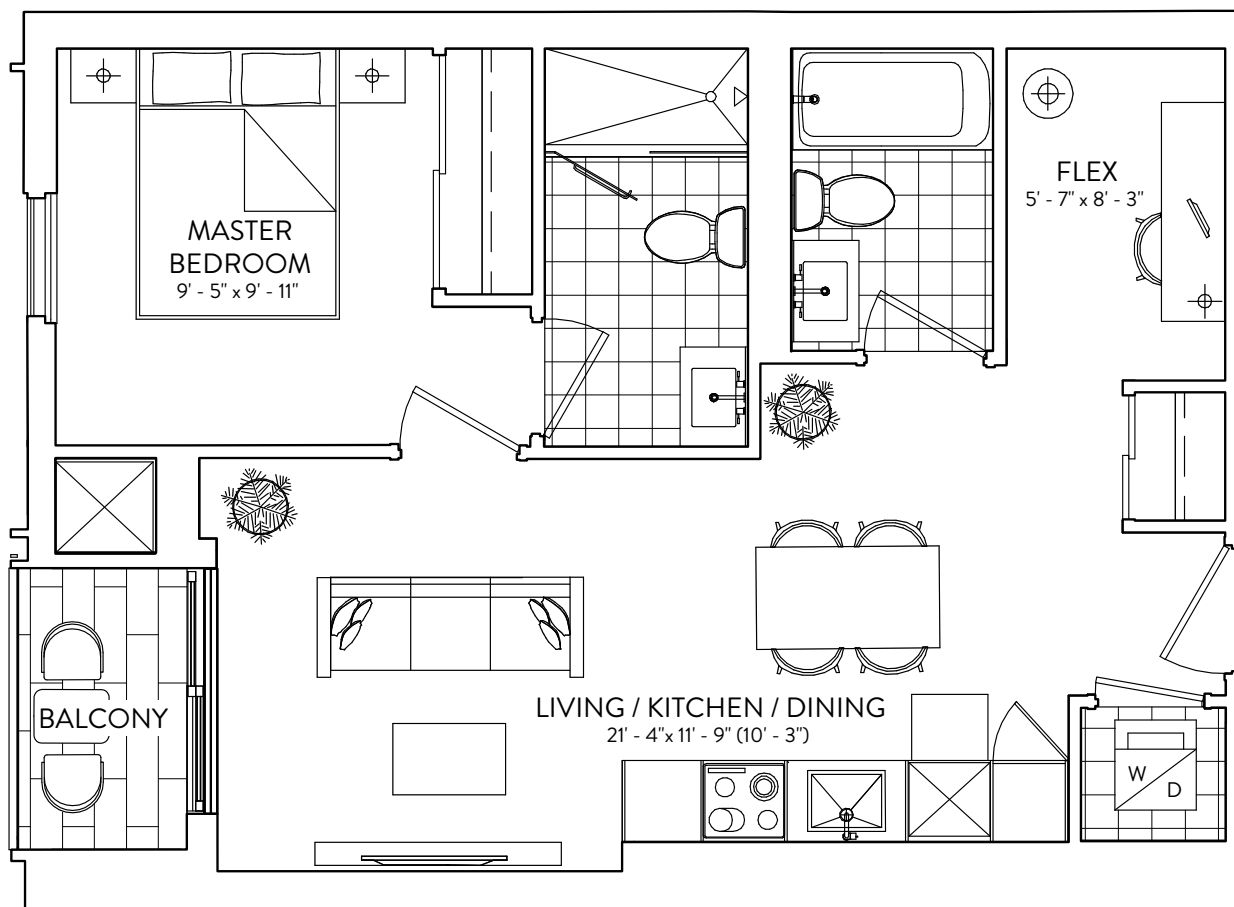 MASTER
BEDROOM
9' - 5" x 9' - 11"
FLEX
5' - 7" x 8' - 3"
BALCONY
LIVING / KITCHEN / DINING
21' - 4"x 11' - 9" (10' - 3")
W
D